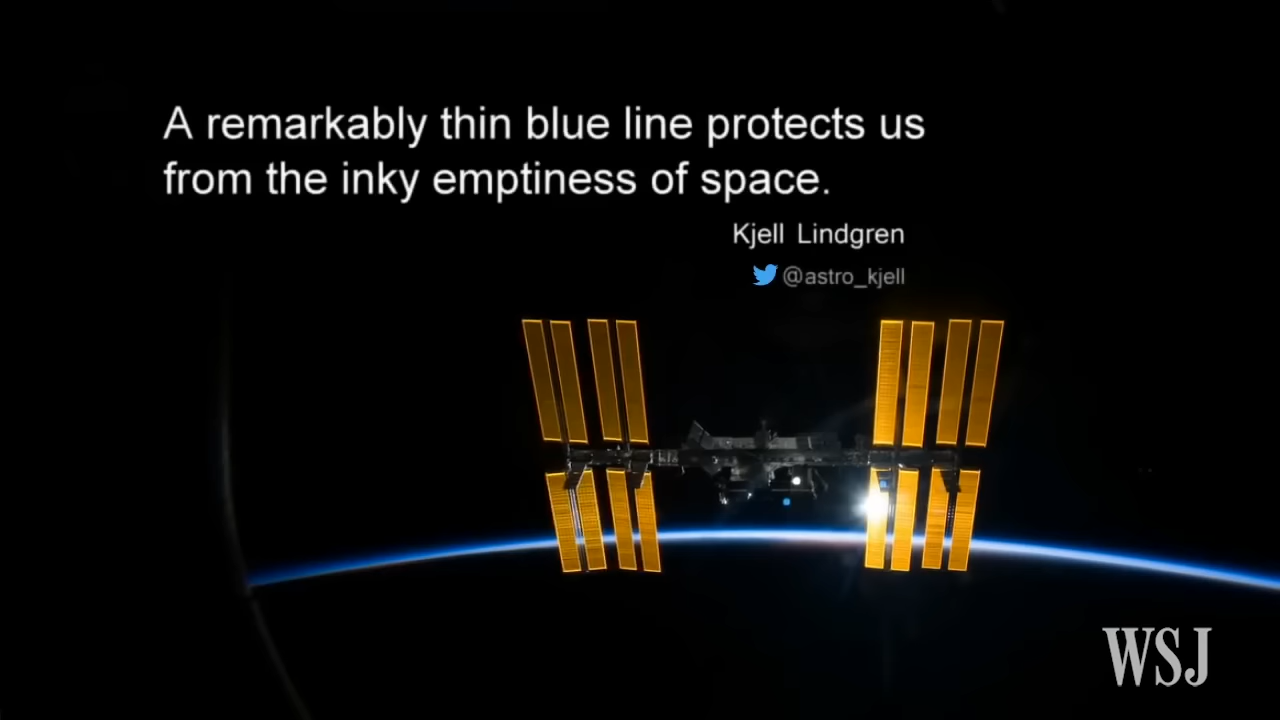 A remarkably thin blue line protects us
from the inky emptiness of space.
Kjell Lindgren
@astro_kjell
WSJ